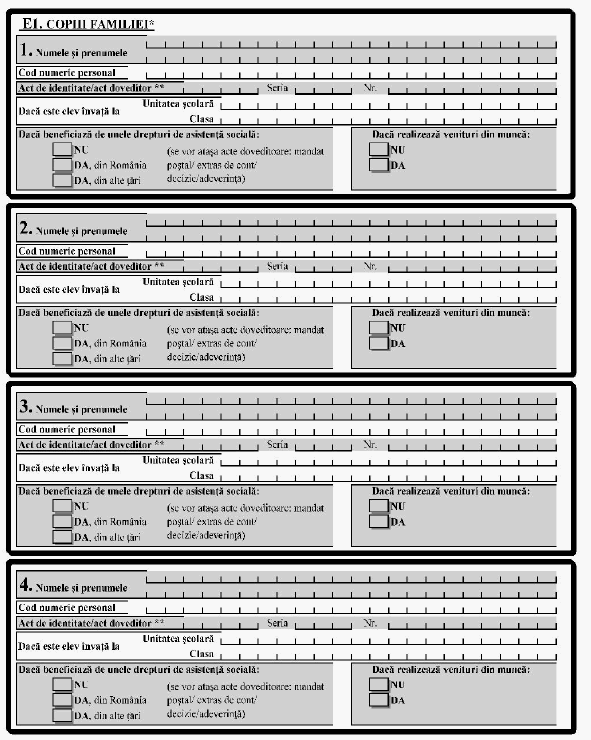 E1. COPIII FAMILIEI*
1. Numele și prenumele
Cod numeric personal
Act de identitate/act doveditor ** Seria Nr.
Dacă este elev învață la Unitatea școlară
Clasa
Dacă beneficiază de unele drepturi de asistență socială: Dacă realizează venituri din muncă:
NU (se vor atașa acte doveditoare: mandat NU
DA, din România poștal/ extras de cont/ DA
DA, din alte țări decizie/adeverință)
2. Numele și prenumele
Cod numeric personal
Act de identitate/act doveditor ** Seria Nr.
Dacă este elev învață la Unitatea școlară
Clasa
Dacă beneficiază de unele drepturi de asistență socială: Dacă realizează venituri din muncă:
NU (se vor atașa acte doveditoare: mandat NU
DA, din România poștal/ extras de cont/ DA
DA, din alte țări decizie/adeverință)
3. Numele și prenumele
Cod numeric personal
Act de identitate/act doveditor ** Seria Nr.
Dacă este elev învață la Unitatea școlară
Clasa
Dacă beneficiază de unele drepturi de asistență socială: Dacă realizează venituri din muncă:
NU (se vor atașa acte doveditoare: mandat NU
DA, din România poștal/ extras de cont/ DA
DA, din alte țări decizie/adeverință)
4. Numele și prenumele
Cod numeric personal
Act de identitate/act doveditor ** Seria Nr.
Dacă este elev învață la Unitatea școlară
Clasa
Dacă beneficiază de unele drepturi de asistență socială: Dacă realizează venituri din muncă:
NU (se vor atașa acte doveditoare: mandat NU
DA, din România poștal/ extras de cont/ DA
DA, din alte țări decizie/adeverință)